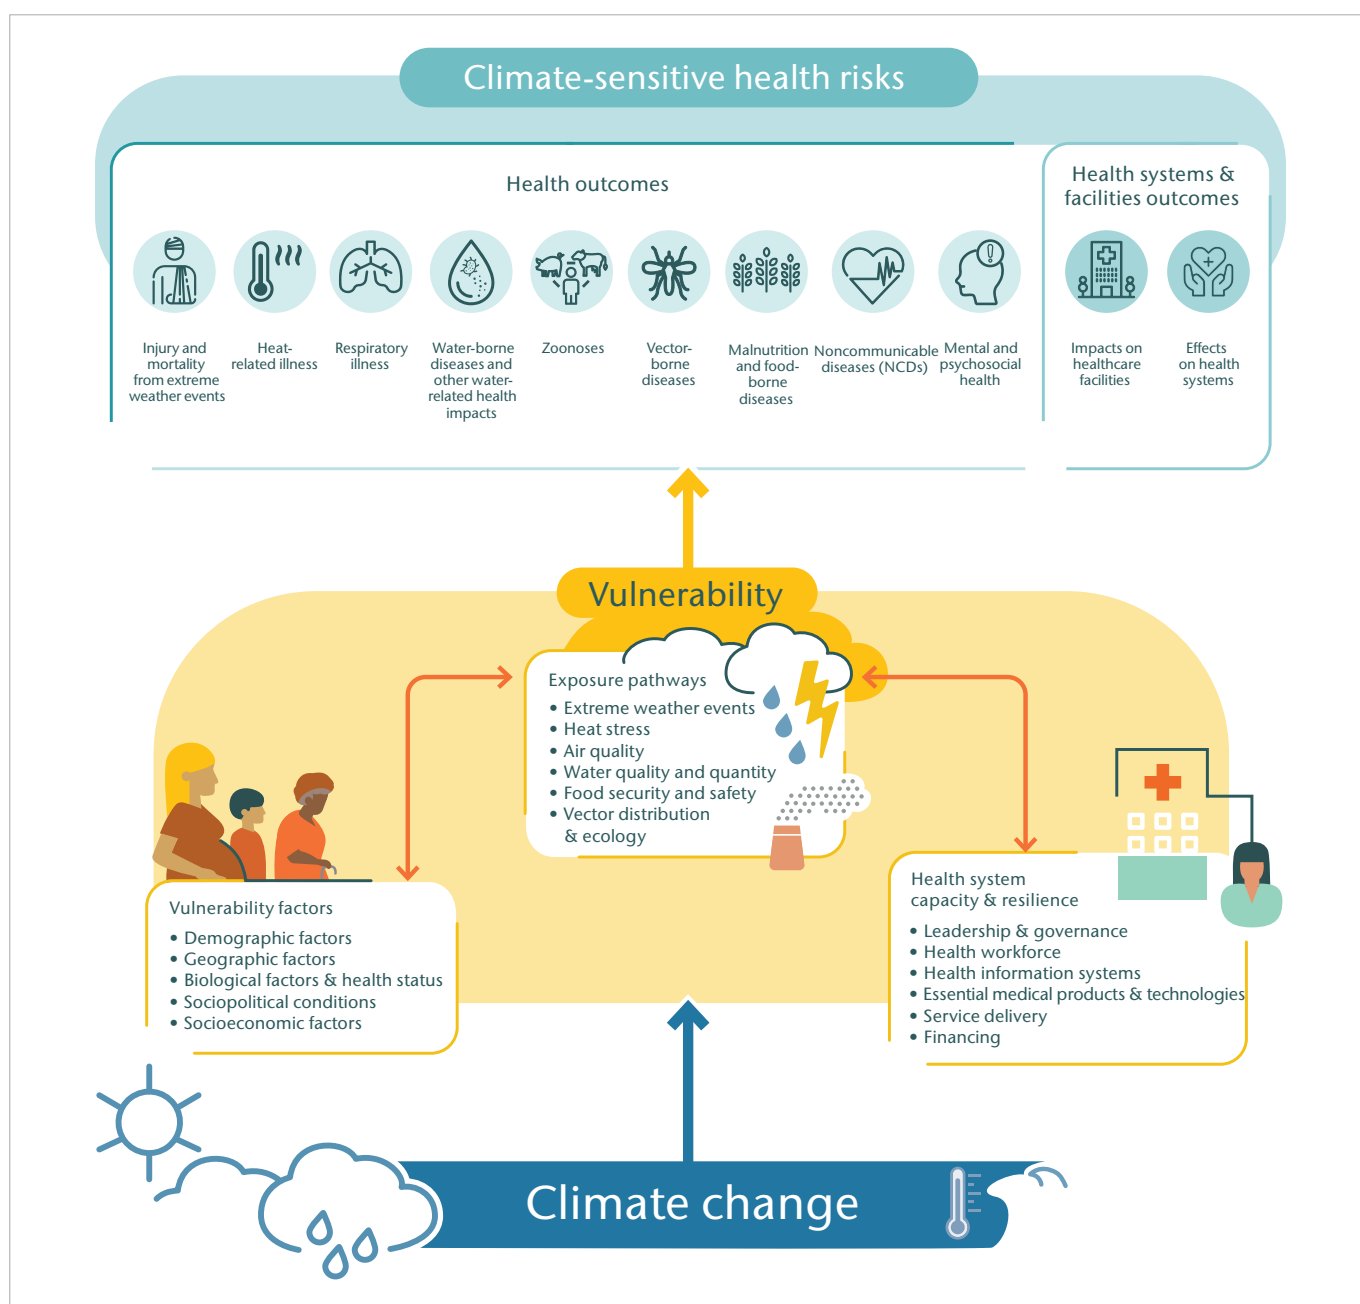 Climate-sensitive health risks
Health outcomes
Injury and
mortality
from extreme
weather events
Heat-
related illness
Respiratory
illness
Water-borne
diseases and
other water-
related health
impacts
Zoonoses
Vector-
borne
diseases
Malnutrition
and food-
borne
diseases
Noncommunicable
diseases (NCDs)
Mental and
psychosocial
health
Health systems &
facilities outcomes
Impacts on
healthcare
facilities
Effects
on health
systems
Vulnerability
Exposure pathways
• Extreme weather events
• Heat stress
• Air quality
• Water quality and quantity
• Food security and safety
• Vector distribution
& ecology
Vulnerability factors
• Demographic factors
• Geographic factors
• Biological factors & health status
• Sociopolitical conditions
• Socioeconomic factors
Health system
capacity & resilience
• Leadership & governance
• Health workforce
• Health information systems
• Essential medical products & technologies
• Service delivery
• Financing
Climate change